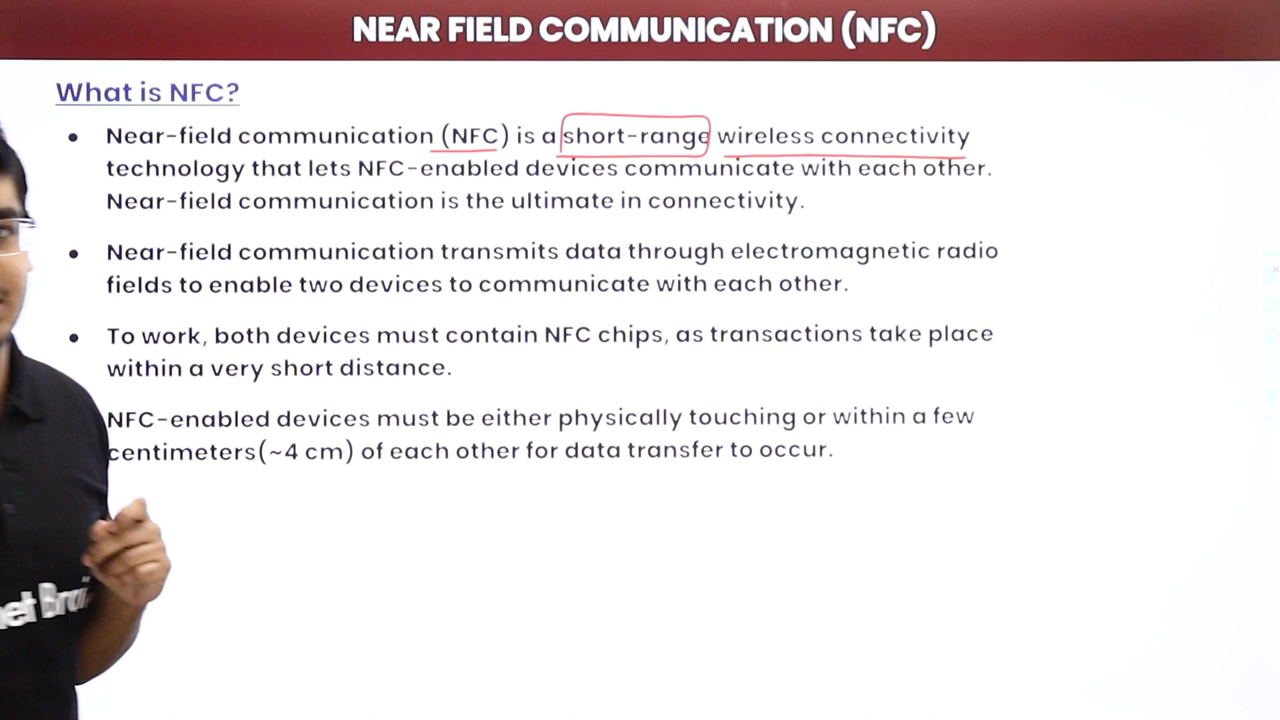 NEAR FIELD COMMUNICATION (NFC)
What is NFC?
• Near-field communication (NFC) is a short-range wireless connectivity
technology that lets NFC-enabled devices communicate with each other.
Near-field communication is the ultimate in connectivity.
• Near-field communication transmits data through electromagnetic radio
fields to enable two devices to communicate with each other.
• To work, both devices must contain NFC chips, as transactions take place
within a very short distance.
NFC-enabled devices must be either physically touching or within a few
centimeters(~4 cm) of each other for data transfer to occur.